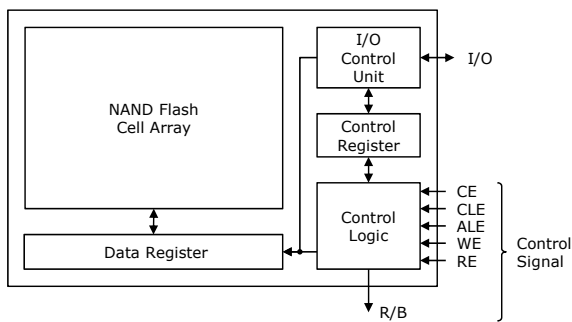 NAND Flash
Cell Array
I/O
Control
Unit
I/O
Control
Register
Control
Logic
CE
CLE
ALE
WE
RE
Control
Signal
Data Register
R/B